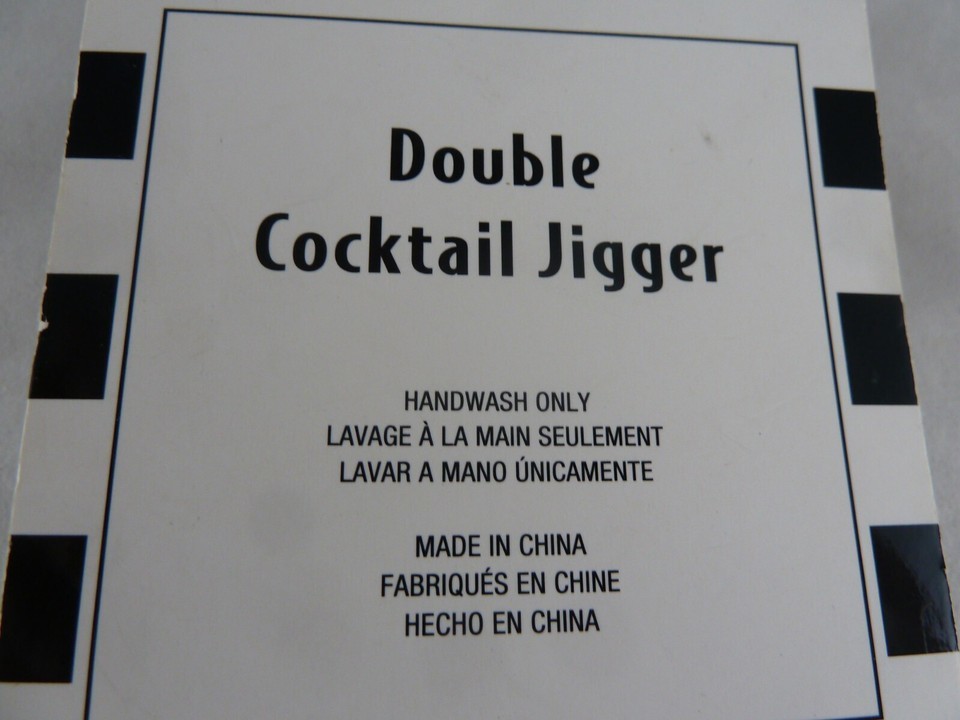 Double
Cocktail Jigger
HANDWASH ONLY
LAVAGE À LA MAIN SEULEMENT
LAVAR A MANO ÚNICAMENTE
MADE IN CHINA
FABRIQUÉS EN CHINE
HECHO EN CHINA